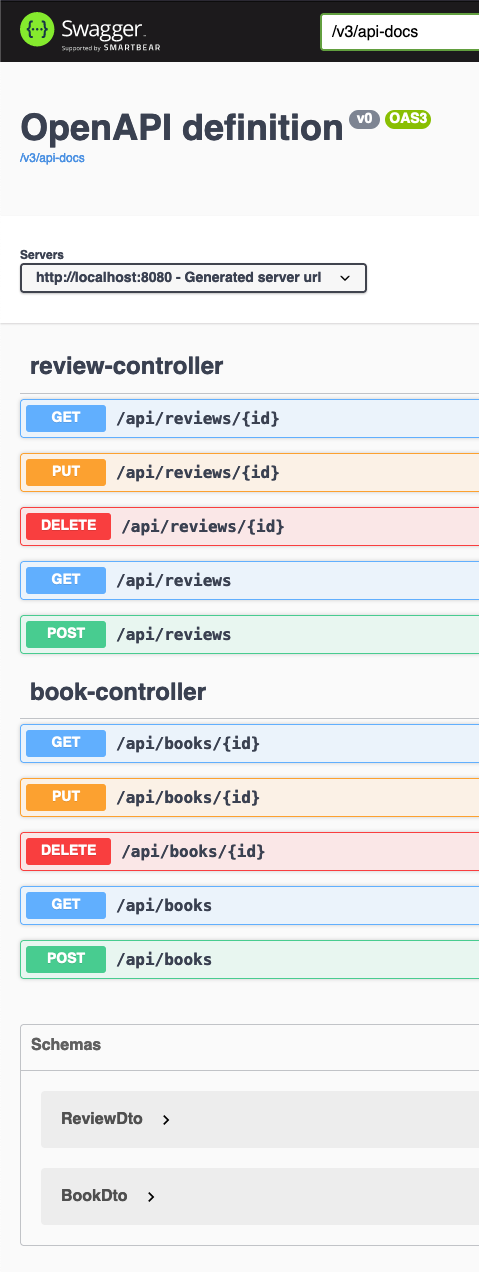 Swagger
Supported by SMARTBEAR
/v3/api-docs
OpenAPI definition v0 OAS3
/v3/api-docs
Servers
http://localhost:8080 - Generated server url
review-controller
GET /api/reviews/{id}
PUT /api/reviews/{id}
DELETE /api/reviews/{id}
GET /api/reviews
POST /api/reviews
book-controller
GET /api/books/{id}
PUT /api/books/{id}
DELETE /api/books/{id}
GET /api/books
POST /api/books
Schemas
ReviewDto
BookDto